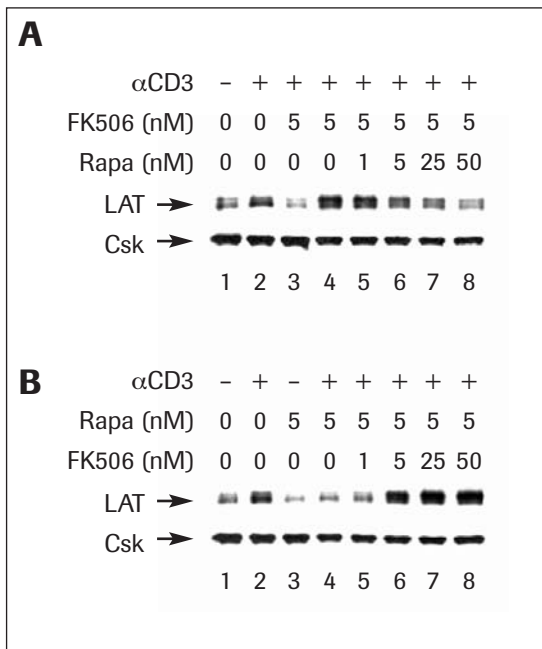 A
αCD3 – + + + + + + +
FK506 (nM) 0 0 5 5 5 5 5 5
Rapa (nM) 0 0 0 0 1 5 25 50
LAT
Csk
1 2 3 4 5 6 7 8
B
αCD3 – + – + + + + +
Rapa (nM) 0 0 5 5 5 5 5 5
FK506 (nM) 0 0 0 0 1 5 25 50
LAT
Csk
1 2 3 4 5 6 7 8